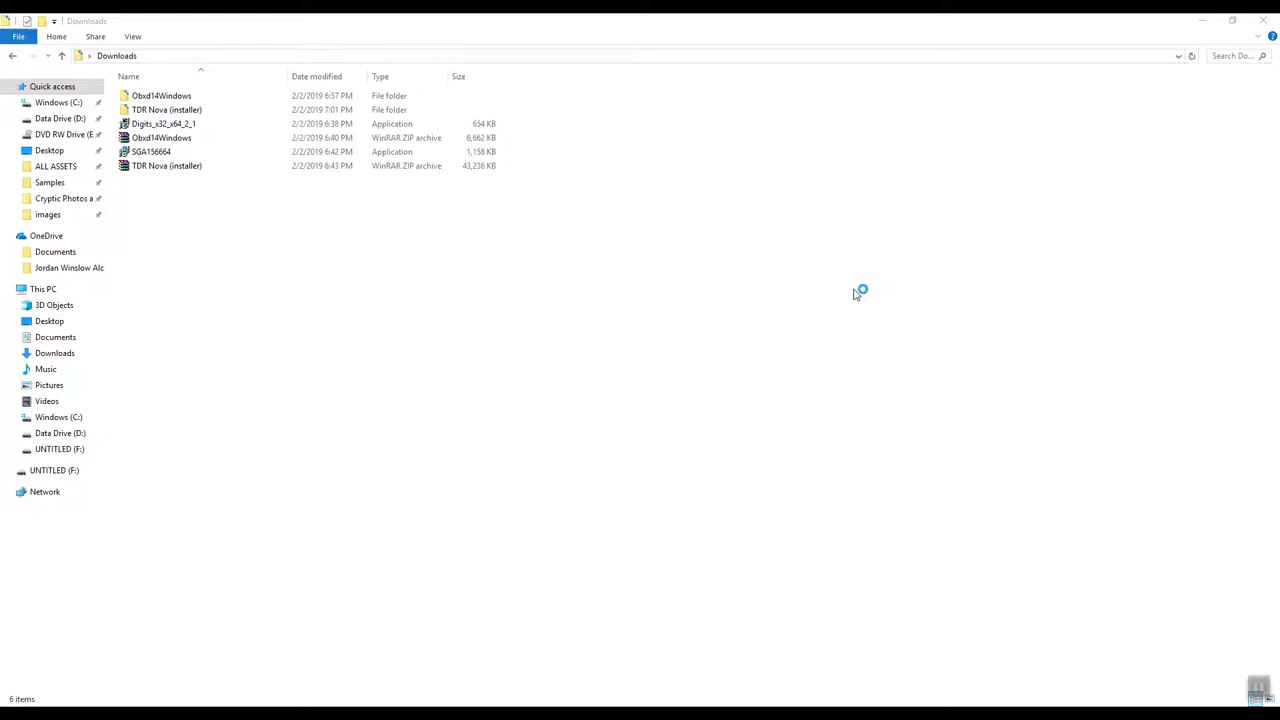 Downloads
File Home Share View
Downloads Search Do...
Name Date modified Type Size
Quick access
Windows (C:)
Data Drive (D:)
DVD RW Drive (E
Desktop
ALL ASSETS
Samples
Cryptic Photos a
images
OneDrive
Documents
Jordan Winslow Alc
This PC
3D Objects
Desktop
Documents
Downloads
Music
Pictures
Videos
Windows (C:)
Data Drive (D:)
UNTITLED (F:)
UNTITLED (F:)
Network
Obxd14Windows 2/2/2019 6:57 PM File folder
TDR Nova (installer) 2/2/2019 7:01 PM File folder
Digits_x32_x64_2_1 2/2/2019 6:38 PM Application 654 KB
Obxd14Windows 2/2/2019 6:40 PM WinRAR ZIP archive 6,662 KB
SGA156664 2/2/2019 6:42 PM Application 1,158 KB
TDR Nova (installer) 2/2/2019 6:43 PM WinRAR ZIP archive 43,236 KB
6 items